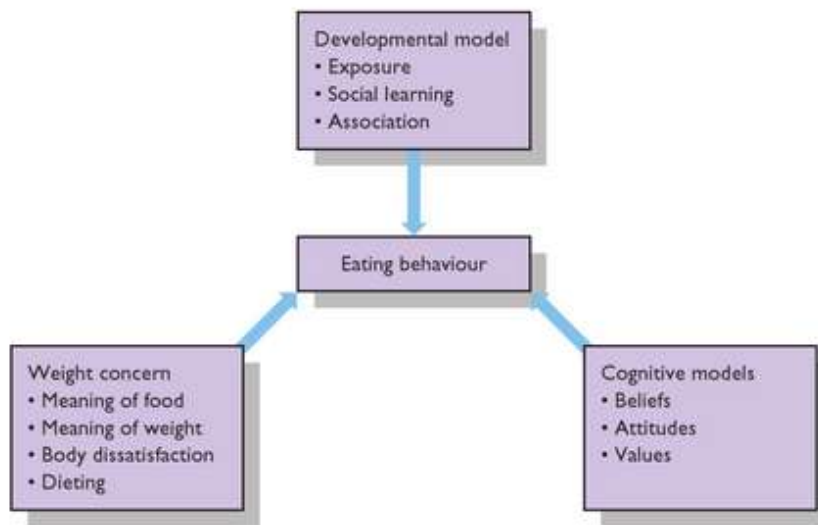 Developmental model
• Exposure
• Social learning
• Association
Eating behaviour
Weight concern
• Meaning of food
• Meaning of weight
• Body dissatisfaction
• Dieting
Cognitive models
• Beliefs
• Attitudes
• Values